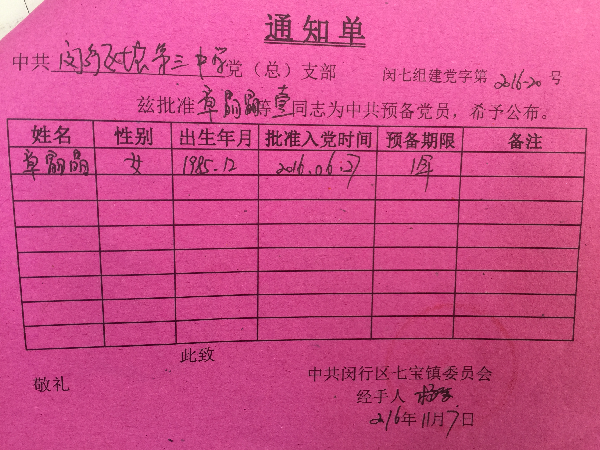 通知单
中共 闵行区七宝第三中学 党（总）支部 闵七组建党字第 2016-20 号
兹批准 章晶晶 等 壹 同志为中共预备党员，希予公布。
姓名 性别 出生年月 批准入党时间 预备期限 备注
章晶晶 女 1985.12 2016.06.27 1年
此致
敬礼
中共闵行区七宝镇委员会
经手人
2016年11月7日